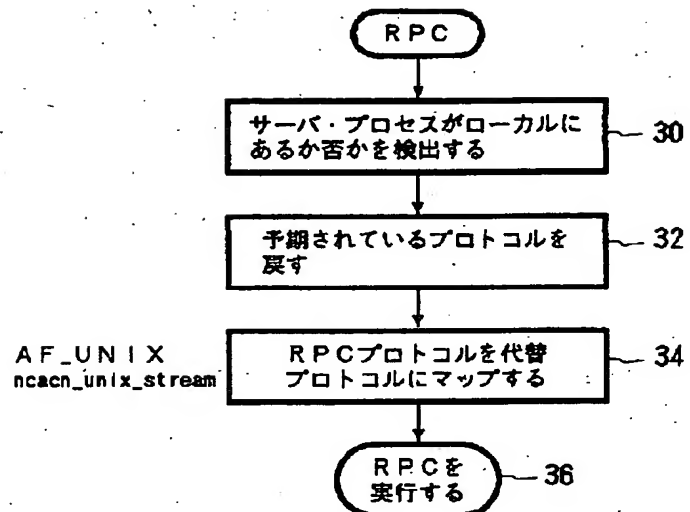 RPC
サーバ・プロセスがローカルに
あるか否かを検出する
30
予期されているプロトコルを
戻す
32
AF_UNIX
ncacn_unix_stream
RPCプロトコルを代替
プロトコルにマップする
34
RPCを
実行する
36